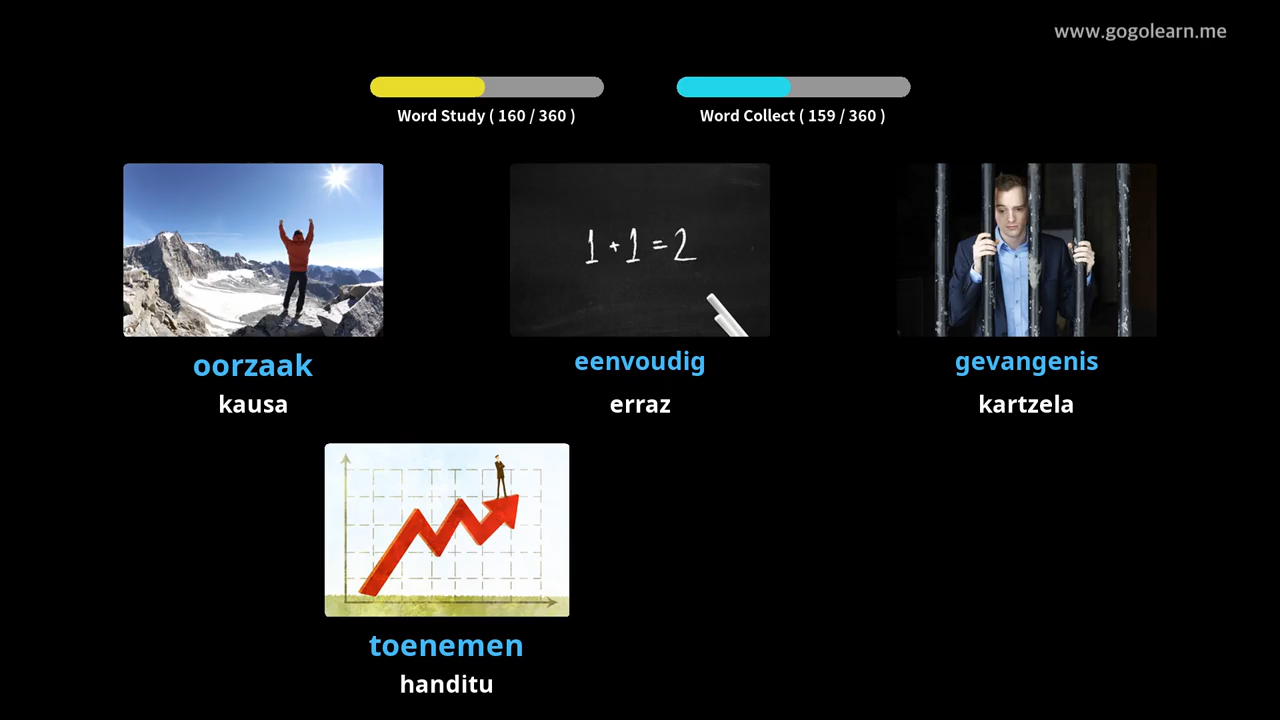 www.gogolearn.me
Word Study ( 160 / 360 )
Word Collect ( 159 / 360 )
1 + 1 = 2
oorzaak
eenvoudig
gevangenis
kausa
erraz
kartzela
toenemen
handitu